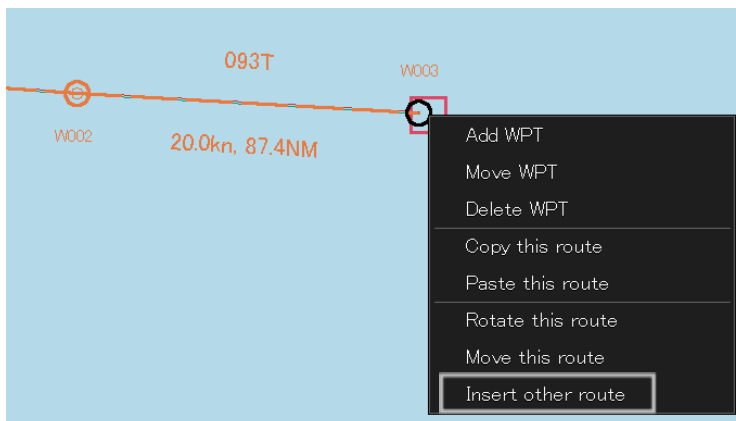 093T
W003
W002
20.0kn, 87.4NM
Add WPT
Move WPT
Delete WPT
Copy this route
Paste this route
Rotate this route
Move this route
Insert other route